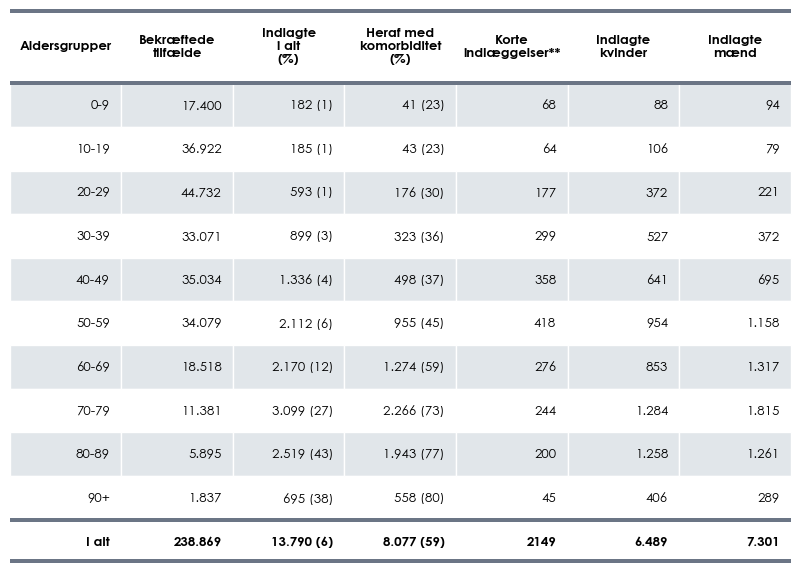 Aldersgrupper Bekræftede tilfælde Indlagte I alt (%) Heraf med komorbiditet (%) Korte indlæggelser** Indlagte kvinder Indlagte mænd
0-9 17.400 182 (1) 41 (23) 68 88 94
10-19 36.922 185 (1) 43 (23) 64 106 79
20-29 44.732 593 (1) 176 (30) 177 372 221
30-39 33.071 899 (3) 323 (36) 299 527 372
40-49 35.034 1.336 (4) 498 (37) 358 641 695
50-59 34.079 2.112 (6) 955 (45) 418 954 1.158
60-69 18.518 2.170 (12) 1.274 (59) 276 853 1.317
70-79 11.381 3.099 (27) 2.266 (73) 244 1.284 1.815
80-89 5.895 2.519 (43) 1.943 (77) 200 1.258 1.261
90+ 1.837 695 (38) 558 (80) 45 406 289
I alt 238.869 13.790 (6) 8.077 (59) 2149 6.489 7.301